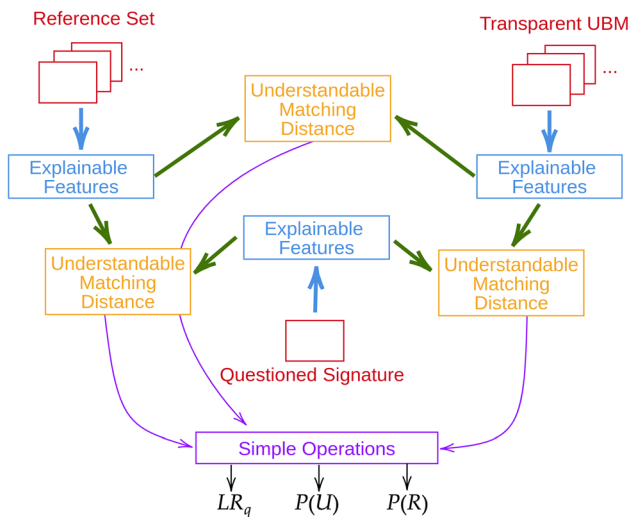 Reference Set
Transparent UBM
...
...
Understandable
Matching
Distance
Explainable
Features
Explainable
Features
Explainable
Features
Understandable
Matching
Distance
Understandable
Matching
Distance
Questioned Signature
Simple Operations
LR_q
P(U)
P(R)